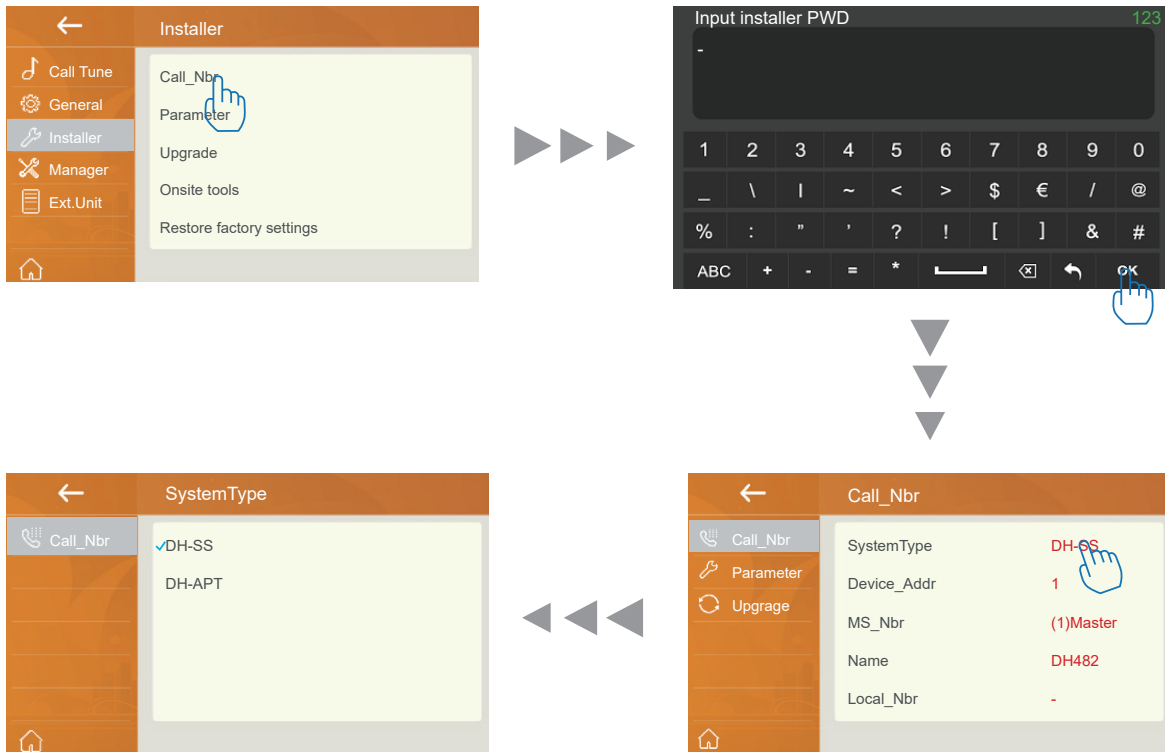 Installer
Call Tune
General
Installer
Manager
Ext.Unit
Call_Nbr
Parameter
Upgrade
Onsite tools
Restore factory settings
Input installer PWD 123
-
1 2 3 4 5 6 7 8 9 0
_ \ | ~ < > $ € / @
% : " ' ? ! [ ] & #
ABC + - = * OK
SystemType
Call_Nbr
DH-SS
DH-APT
Call_Nbr
Call_Nbr
Parameter
Upgrage
SystemType DH-SS
Device_Addr 1
MS_Nbr (1)Master
Name DH482
Local_Nbr -